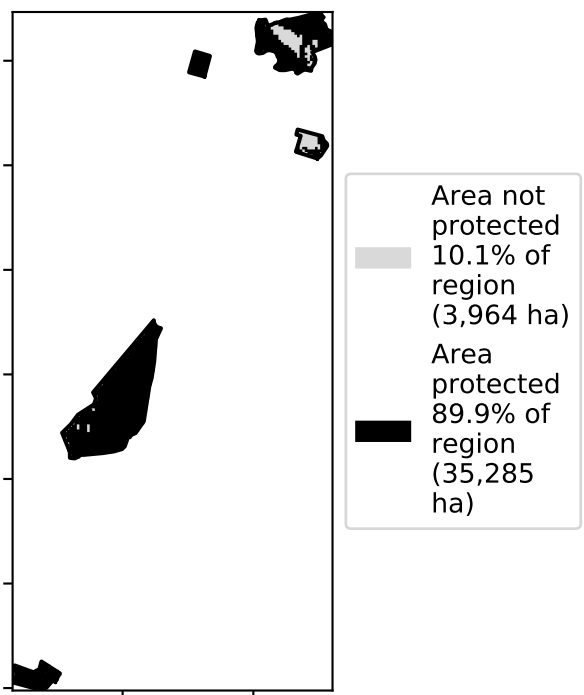 Area not
protected
10.1% of
region
(3,964 ha)
Area
protected
89.9% of
region
(35,285
ha)